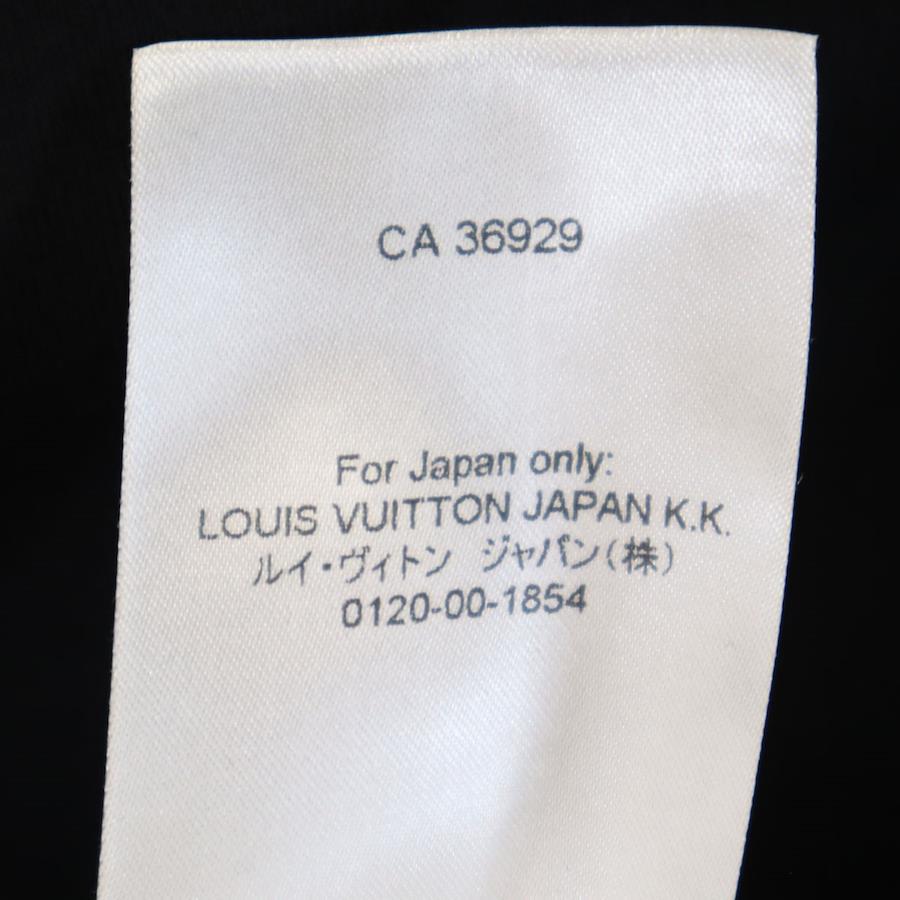 CA 36929
For Japan only:
LOUIS VUITTON JAPAN K.K.
ルイ・ヴィトン ジャパン(株)
0120-00-1854